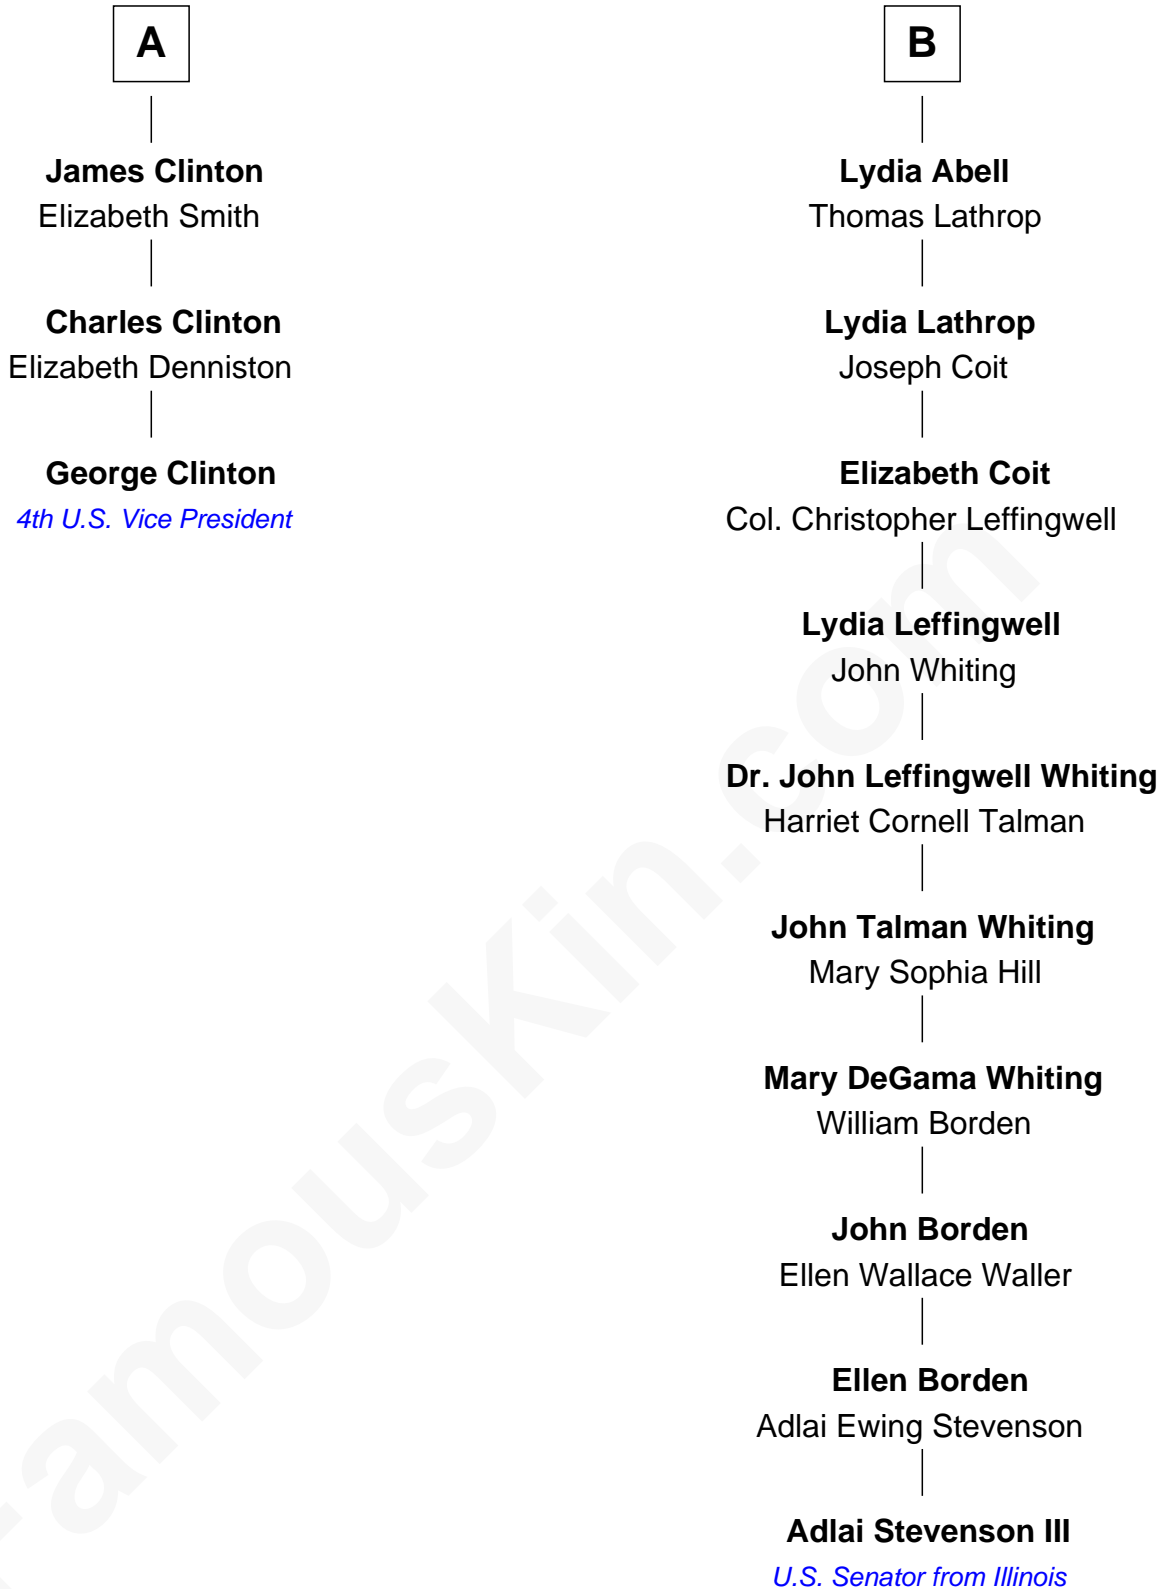 A
James Clinton
Elizabeth Smith
Charles Clinton
Elizabeth Denniston
George Clinton
4th U.S. Vice President
B
Lydia Abell
Thomas Lathrop
Lydia Lathrop
Joseph Coit
Elizabeth Coit
Col. Christopher Leffingwell
Lydia Leffingwell
John Whiting
Dr. John Leffingwell Whiting
Harriet Cornell Talman
John Talman Whiting
Mary Sophia Hill
Mary DeGama Whiting
William Borden
John Borden
Ellen Wallace Waller
Ellen Borden
Adlai Ewing Stevenson
Adlai Stevenson III
U.S. Senator from Illinois
FamousKin.com